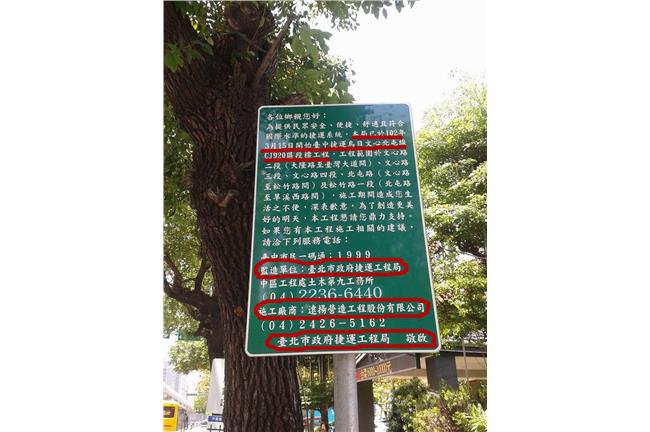 各位鄉親您好：
為提供民眾安全、便捷、舒適且符合
國際水準的捷運系統，本局已於102年
3月15日開始臺中捷運烏日文心北屯線
CJ920區段標工程，工程範圍於文心路
二段（大隆路至臺灣大道間）、文心路
三段、文心路四段、北屯路（文心路
至松竹路間）及松竹路一段（北屯路
至旱溪西路間），施工期間造成您生
活之不便，深表歉意，為了創造更美
好的明天，本工程懇請您鼎力支持。
如果您有本工程施工相關的建議，
請洽下列服務電話：
臺中市民一碼通：1999
監造單位：臺北市政府捷運工程局
中區工程處土木第九工務所
(04)2236-6440
施工廠商：遠揚營造工程股份有限公司
(04)2426-5162
臺北市政府捷運工程局 敬啟